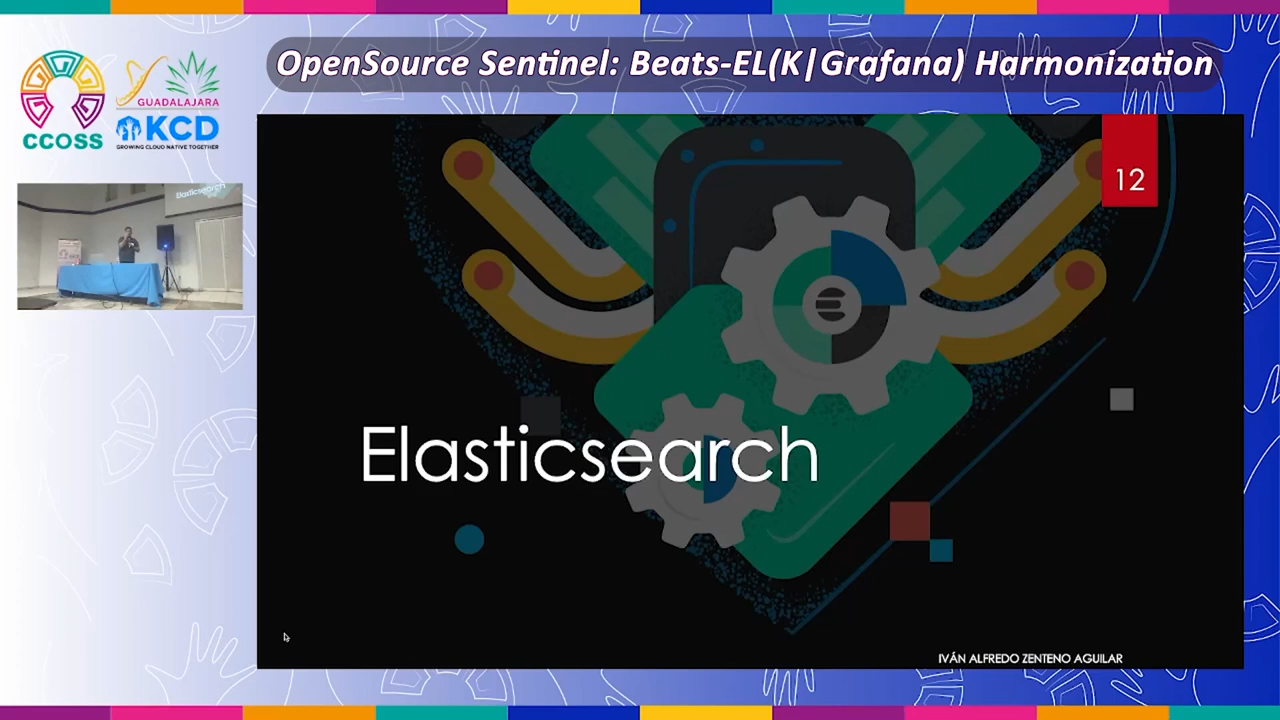 OpenSource Sentinel: Beats-EL(K|Grafana) Harmonization
CCOSS
GUADALAJARA
KCD
GROWING CLOUD NATIVE TOGETHER
Elasticsearch
12
Elasticsearch
IVÁN ALFREDO ZENTENO AGUILAR